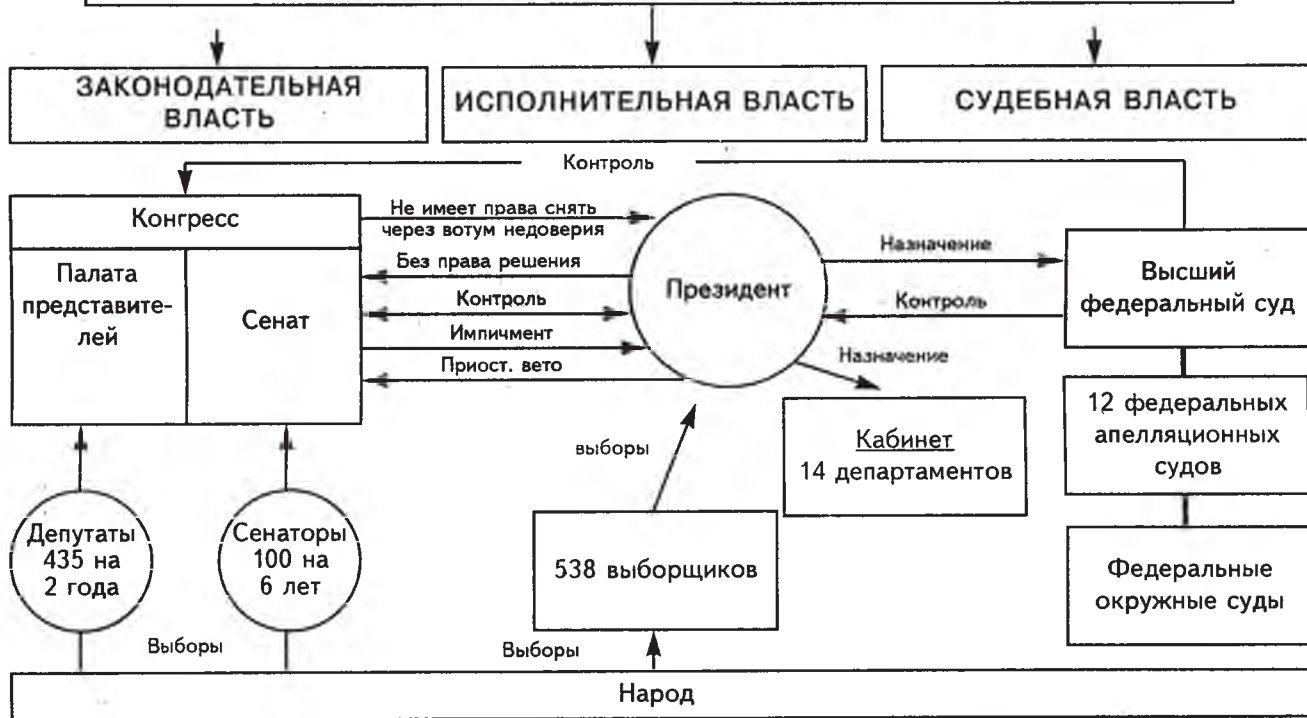 ЗАКОНОДАТЕЛЬНАЯ
ВЛАСТЬ
ИСПОЛНИТЕЛЬНАЯ ВЛАСТЬ
СУДЕБНАЯ ВЛАСТЬ
Контроль
Конгресс
Палата
представите-
лей
Сенат
Не имеет права снять
через вотум недоверия
Без права решения
Контроль
Импичмент
Приост. вето
Президент
Назначение
Контроль
Назначение
Высший
федеральный суд
12 федеральных
апелляционных
судов
Федеральные
окружные суды
Кабинет
14 департаментов
выборы
538 выборщиков
Депутаты
435 на
2 года
Сенаторы
100 на
6 лет
Выборы
Выборы
Народ